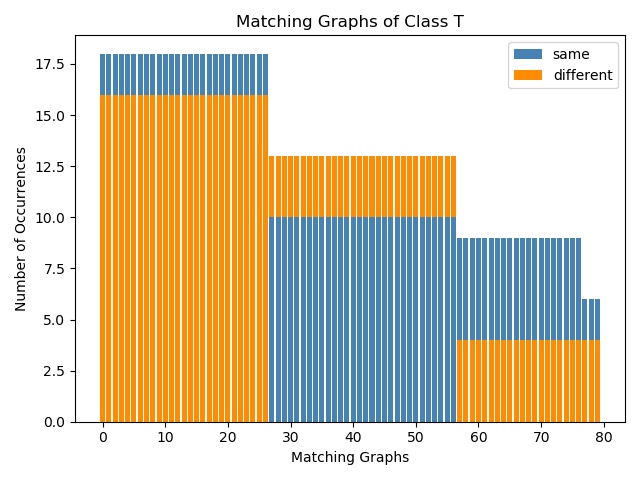 Matching Graphs of Class T
same
different
17.5
15.0
12.5
10.0
7.5
5.0
2.5
0.0
Number of Occurrences
0 10 20 30 40 50 60 70 80
Matching Graphs